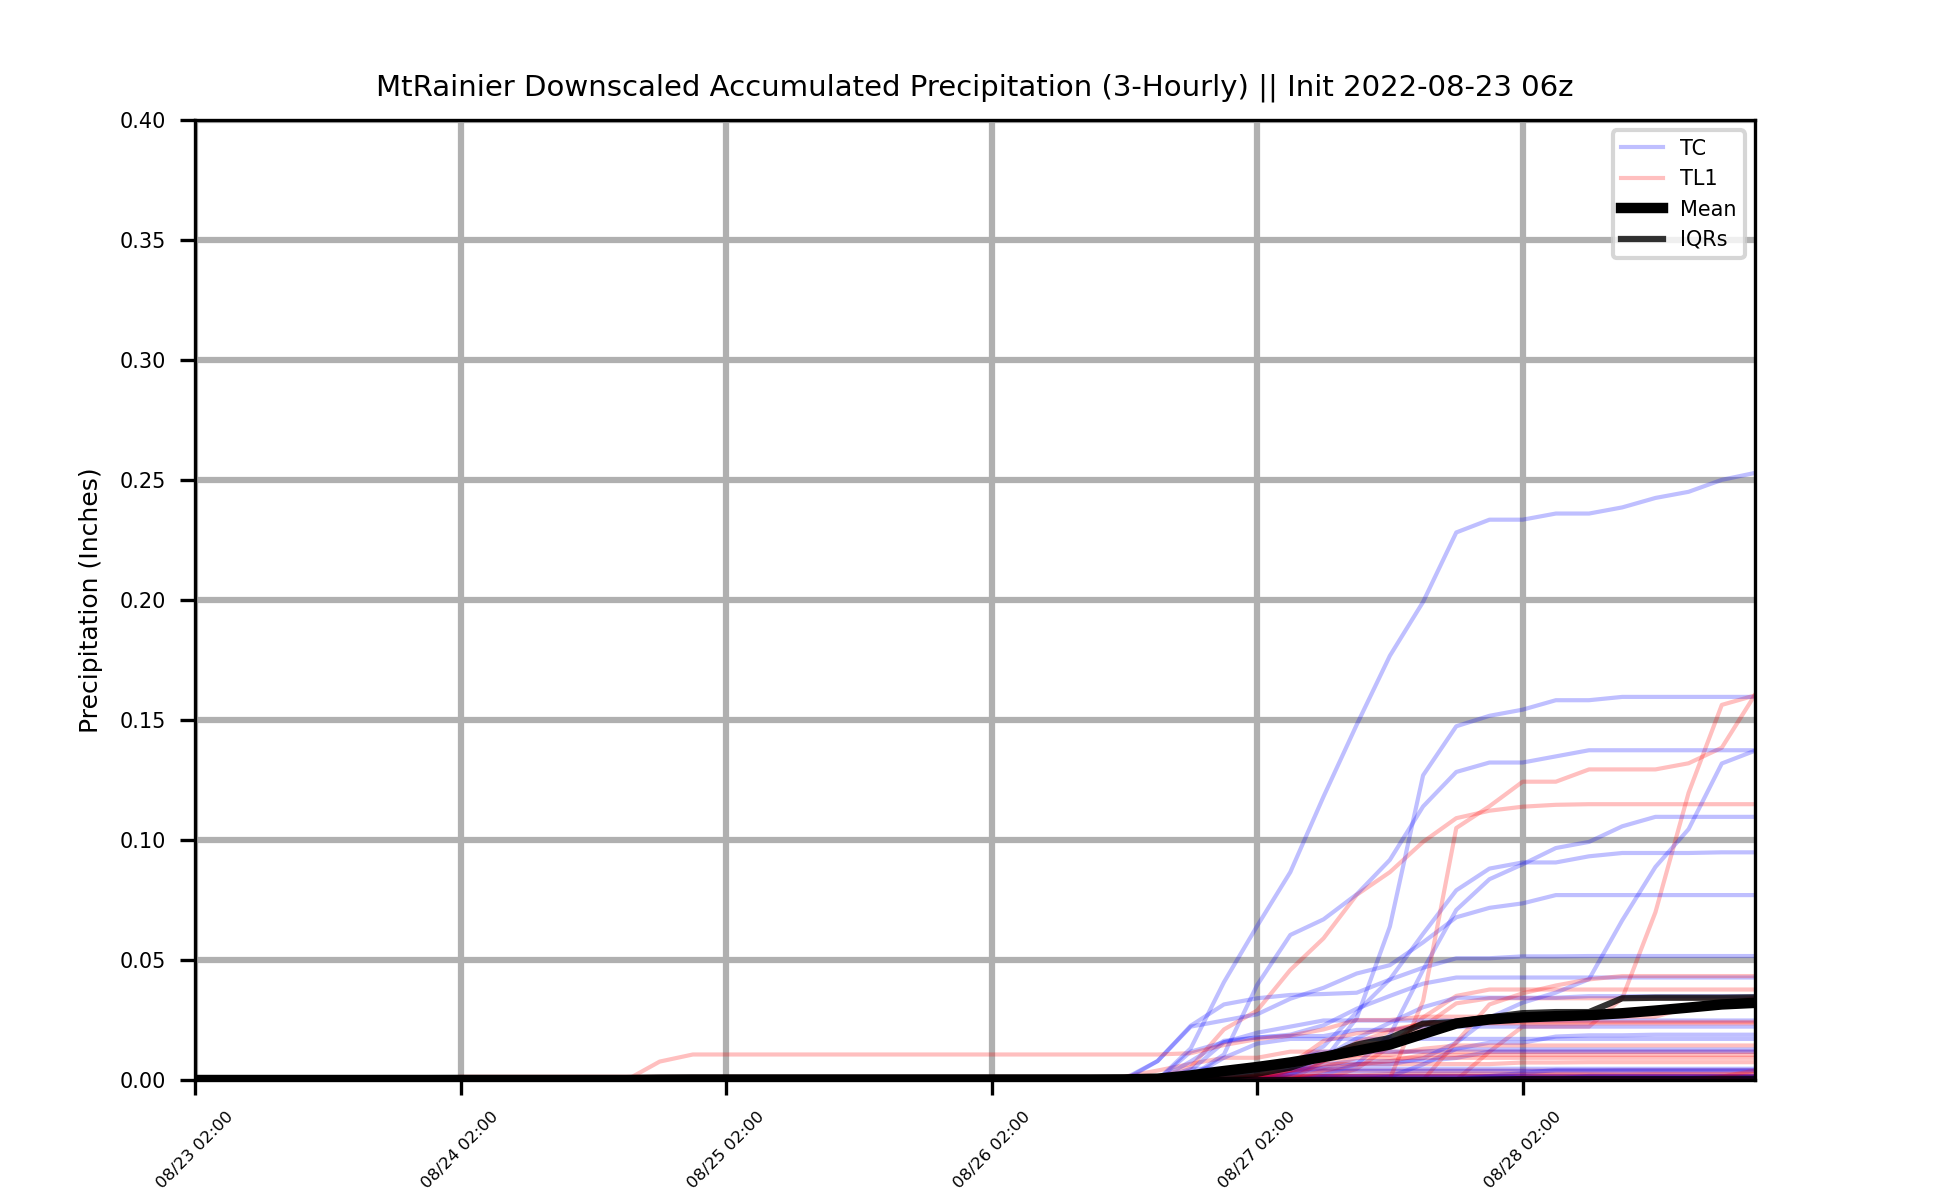 MtRainier Downscaled Accumulated Precipitation (3-Hourly) || Init 2022-08-23 06z
TC
TL1
Mean
IQRs
Precipitation (Inches)
0.40
0.35
0.30
0.25
0.20
0.15
0.10
0.05
0.00
08/23 02:00
08/24 02:00
08/25 02:00
08/26 02:00
08/27 02:00
08/28 02:00